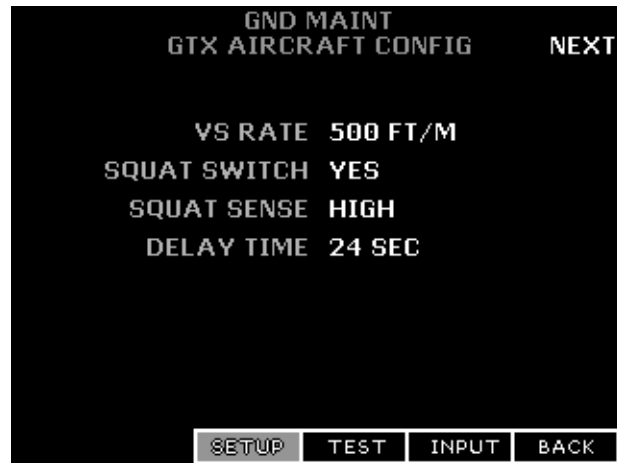 GND MAINT
GTX AIRCRAFT CONFIG NEXT
VS RATE 500 FT/M
SQUAT SWITCH YES
SQUAT SENSE HIGH
DELAY TIME 24 SEC
SETUP TEST INPUT BACK